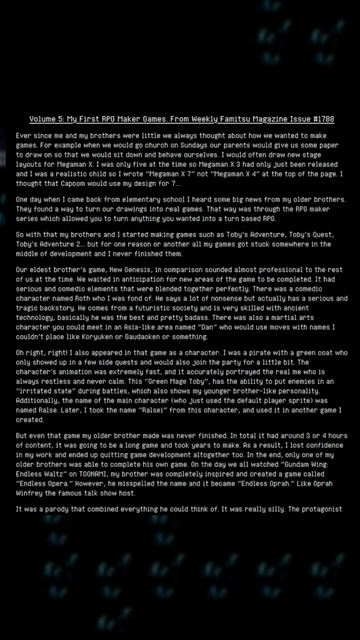 Volume 5: My First RPG Maker Games. From Weekly Famitsu Magazine Issue #1788
Ever since me and my brothers were little we always thought about how we wanted to make
games. For example when we would go church on Sundays our parents would give us some paper
to draw on so that we would sit down and behave ourselves. I would often draw new stage
layouts for Megaman X. I was only five at the time so Megaman X 3 had only just been released
and I was a realistic child so I wrote "Megaman X 7" not "Megaman X 4" at the top of the page. I
thought that Capcom would use my design for 7...
One day when I came back from elementary school I heard some big news from my older brothers.
They found a way to turn our drawings into real games. That way was through the RPG maker
series which allowed you to turn anything you wanted into a turn based RPG.
So with that my brothers and I started making games such as Toby's Adventure, Toby's Quest,
Toby's Adventure 2... but for one reason or another all my games got stuck somewhere in the
middle of development and I never finished them.
Our eldest brother's game, New Genesis, in comparison sounded almost professional to the rest
of us at the time. We waited in anticipation for new areas of the game to be completed. It had
serious and comedic elements that were blended together perfectly. There was a comedic
character named Roth who I was fond of. He says a lot of nonsense but actually has a serious and
tragic backstory. He comes from a futuristic society and is very skilled with ancient
technology, basically he was the best and pretty badass. There was also a martial arts
character you could meet in an Asia-like area named "Dan" who would use moves with names I
couldn't place like Koryuken or Gaudacken or something.
Oh right, right! I also appeared in that game as a character. I was a pirate with a green coat who
only showed up in a few side quests and would also join the party for a little bit. The
character's animation was extremely fast, and it accurately portrayed the real me who is
always restless and never calm. This "Green Mage Toby", has the ability to put enemies in an
"irritated state" during battles, which also shows my younger brother-like personality.
Additionally, the name of the main character (who just used the default player sprite) was
named Ralse. Later, I took the name "Ralsei" from this character, and used it in another game I
created.
But even that game my older brother made was never finished. In total it had around 3 or 4 hours
of content, it was going to be a long game and took years to make. As a result, I lost confidence
in my work and ended up quitting game development altogether too. In the end, only one of my
older brothers was able to complete his own game. On the day we all watched "Gundam Wing:
Endless Waltz" on TOONAMI, my brother was completely inspired and created a game called
"Endless Opera". However, he misspelled the name and it became "Endless Oprah". Like Oprah
Winfrey the famous talk show host.
It was a parody that combined everything he could think of. It was really silly. The protagonist